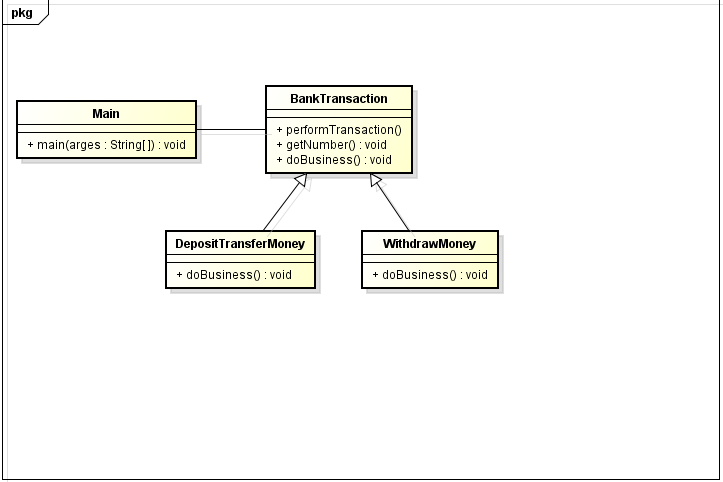 pkg
Main
+ main(arges : String[]) : void
BankTransaction
+ performTransaction()
+ getNumber() : void
+ doBusiness() : void
DepositTransferMoney
+ doBusiness() : void
WithdrawMoney
+ doBusiness() : void